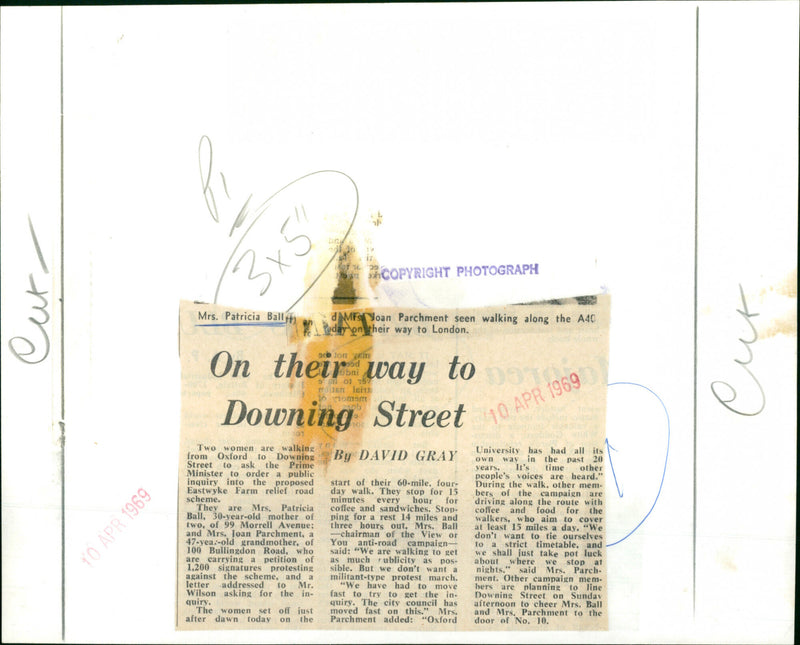 P1
3x5"
Cut
Cut
COPYRIGHT PHOTOGRAPH
Mrs. Patricia Ball d Mrs. Joan Parchment seen walking along the A40
day on their way to London.
On their way to
Downing Street
10 APR 1969
10 APR 1969
By DAVID GRAY
Two women are walking
from Oxford to Downing
Street to ask the Prime
Minister to order a public
inquiry into the proposed
Eastwyke Farm relief road
scheme.
They are Mrs. Patricia
Ball, 30-year-old mother of
two, of 99 Morrell Avenue;
and Mrs. Joan Parchment, a
47-year-old grandmother, of
100 Bullingdon Road, who
are carrying a petition of
1,200 signatures protesting
against the scheme, and a
letter addressed to Mr.
Wilson asking for the in-
quiry.
The women set off just
after dawn today on the
start of their 60-mile, four-
day walk. They stop for 15
minutes every hour for
coffee and sandwiches. Stop-
ping for a rest 14 miles and
three hours out, Mrs. Ball
—chairman of the View or
You anti-road campaign—
said: "We are walking to get
as much publicity as pos-
sible. But we don't want a
militant-type protest march.
"We have had to move
fast to try to get the in-
quiry. The city council has
moved fast on this." Mrs.
Parchment added: "Oxford
University has had all its
own way in the past 20
years. It's time other
people's voices are heard."
During the walk, other mem-
bers of the campaign are
driving along the route with
coffee and food for the
walkers, who aim to cover
at least 15 miles a day. "We
don't want to tie ourselves
to a strict timetable, and
we shall just take pot luck
about where we stop at
nights," said Mrs. Parch-
ment. Other campaign mem-
bers are planning to line
Downing Street on Sunday
afternoon to cheer Mrs. Ball
and Mrs. Parchment to the
door of No. 10.